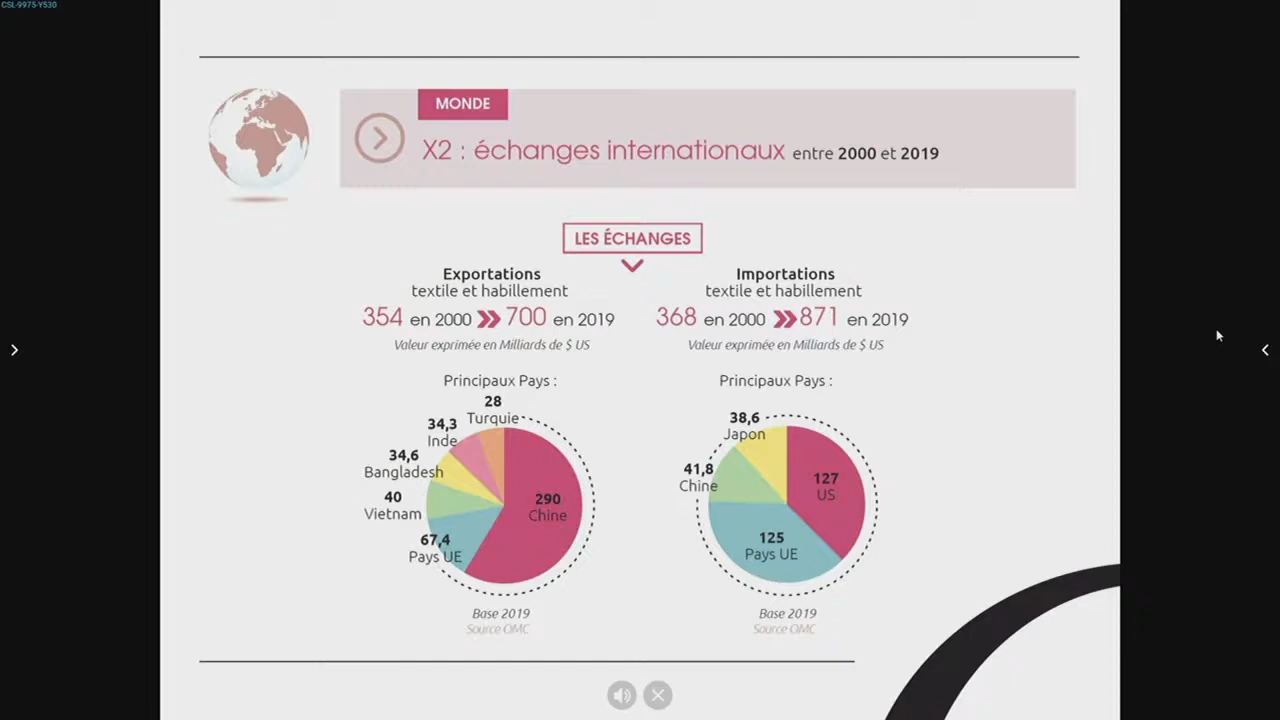 CSL-9975-Y530
MONDE
X2 : échanges internationaux entre 2000 et 2019
LES ÉCHANGES
Exportations
textile et habillement
354 en 2000 700 en 2019
Valeur exprimée en Milliards de $ US
Principaux Pays :
28
Turquie
34,3
Inde
34,6
Bangladesh
40
Vietnam
67,4
Pays UE
290
Chine
Base 2019
Source OMC
Importations
textile et habillement
368 en 2000 871 en 2019
Valeur exprimée en Milliards de $ US
Principaux Pays :
38,6
Japon
41,8
Chine
127
US
125
Pays UE
Base 2019
Source OMC